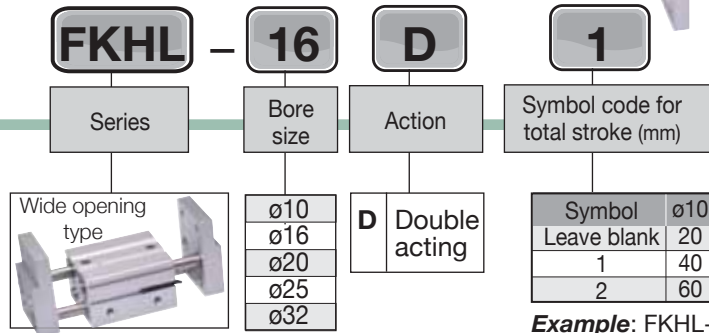 FKHL – 16 D 1
Series
Bore
size
Action
Symbol code for
total stroke (mm)
Wide opening
type
ø10
ø16
ø20
ø25
ø32
D Double
acting
Symbol ø10
Leave blank 20
1 40
2 60
Example: FKHL-